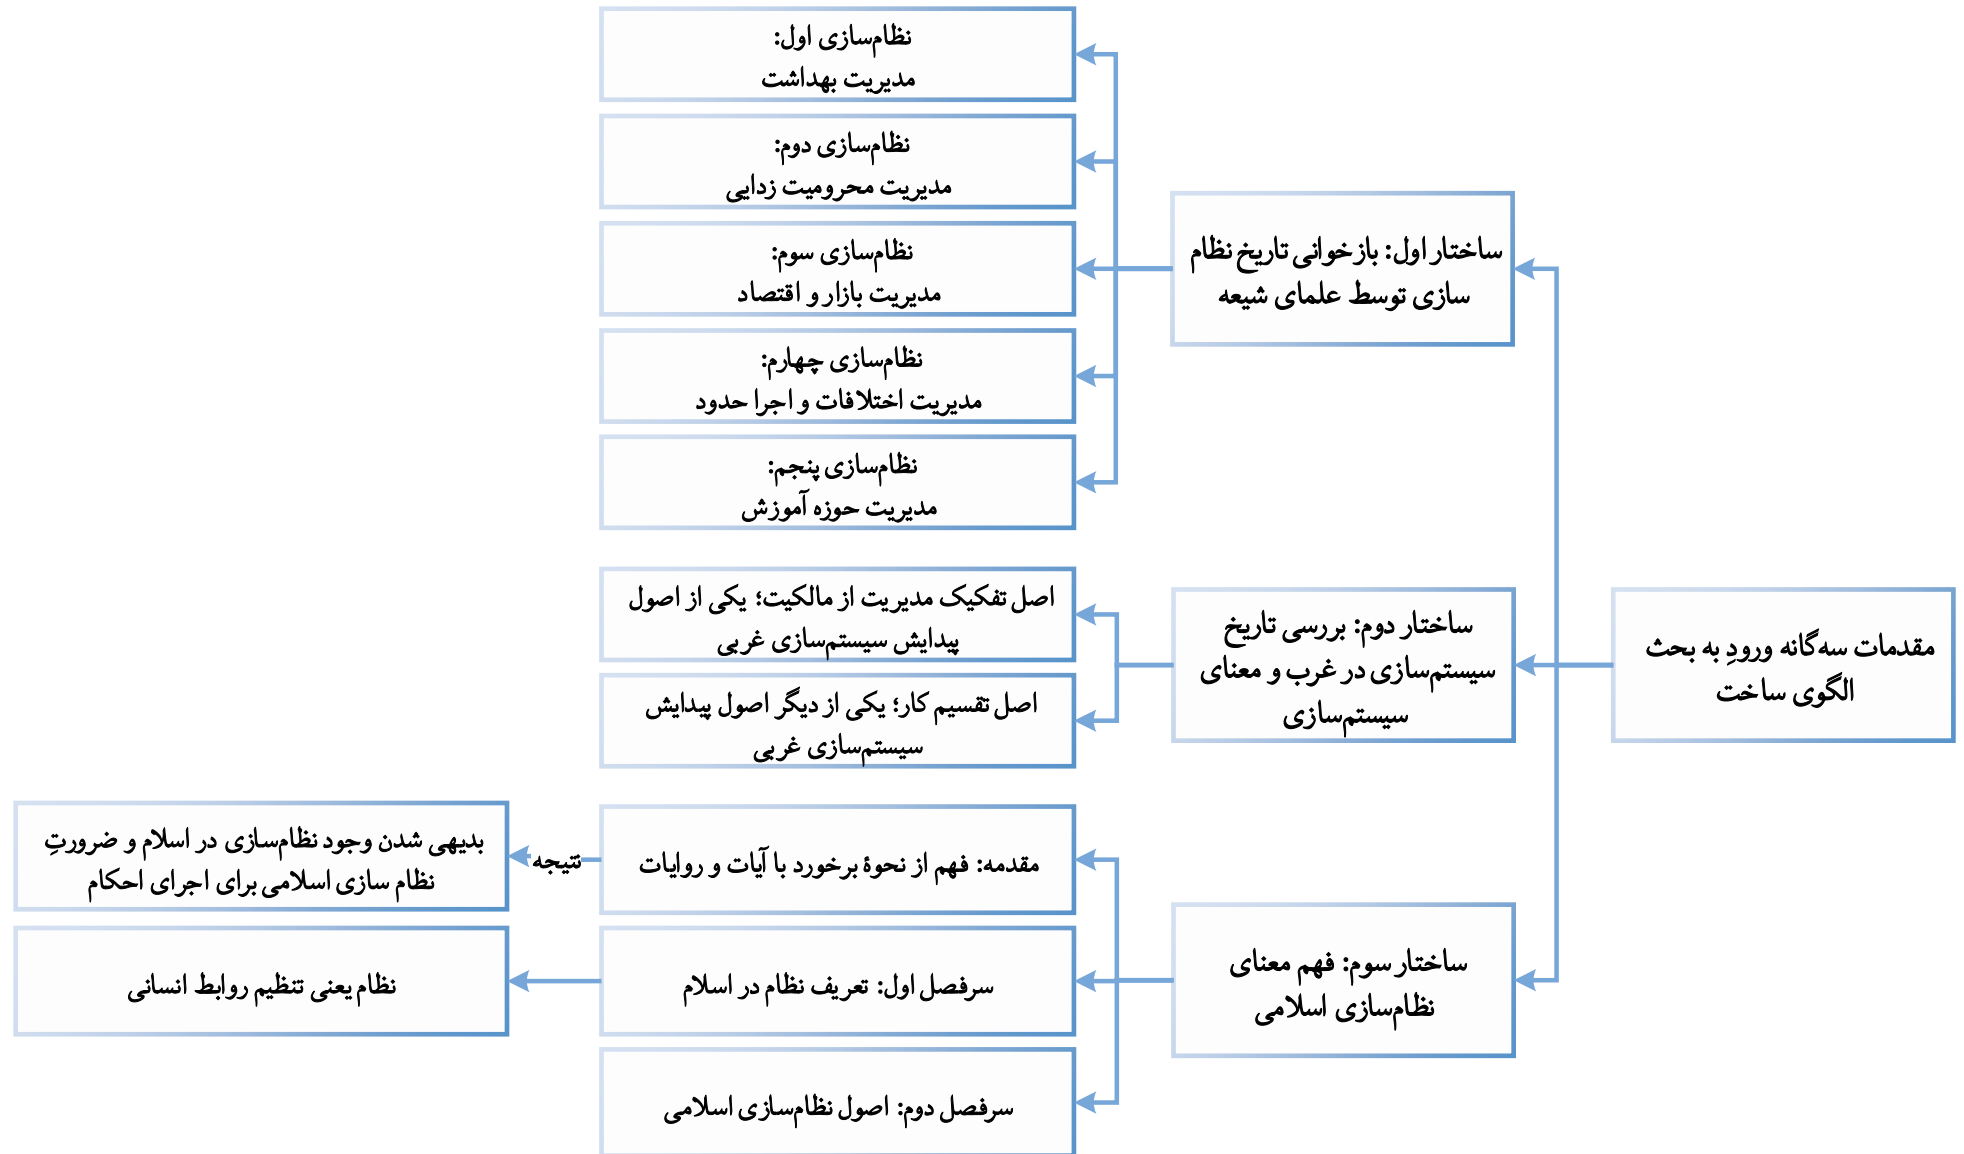 مقدمات سه‌گانه ورودِ به بحث
الگوی ساخت
ساختار اول: بازخوانی تاریخ نظام
سازی توسط علمای شیعه
نظام‌سازی اول:
مدیریت بهداشت
نظام‌سازی دوم:
مدیریت محرومیت زدایی
نظام‌سازی سوم:
مدیریت بازار و اقتصاد
نظام‌سازی چهارم:
مدیریت اختلافات و اجرا حدود
نظام‌سازی پنجم:
مدیریت حوزه آموزش
ساختار دوم: بررسی تاریخ
سیستم‌سازی در غرب و معنای
سیستم‌سازی
اصل تفکیک مدیریت از مالکیت؛ یکی از اصول
پیدایش سیستم‌سازی غربی
اصل تقسیم کار؛ یکی از دیگر اصول پیدایش
سیستم‌سازی غربی
ساختار سوم: فهم معنای
نظام‌سازی اسلامی
مقدمه: فهم از نحوۀ برخورد با آیات و روایات
نتیجه
بدیهی شدن وجود نظام‌سازی در اسلام و ضرورتِ
نظام سازی اسلامی برای اجرای احکام
سرفصل اول: تعریف نظام در اسلام
نظام یعنی تنظیم روابط انسانی
سرفصل دوم: اصول نظام‌سازی اسلامی